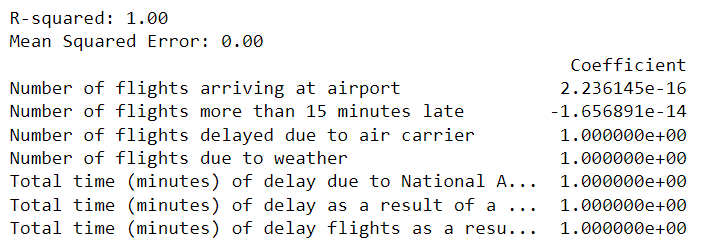 R-squared: 1.00
Mean Squared Error: 0.00
Coefficient
Number of flights arriving at airport 2.236145e-16
Number of flights more than 15 minutes late -1.656891e-14
Number of flights delayed due to air carrier 1.000000e+00
Number of flights due to weather 1.000000e+00
Total time (minutes) of delay due to National A... 1.000000e+00
Total time (minutes) of delay as a result of a ... 1.000000e+00
Total time (minutes) of delay flights as a resu... 1.000000e+00